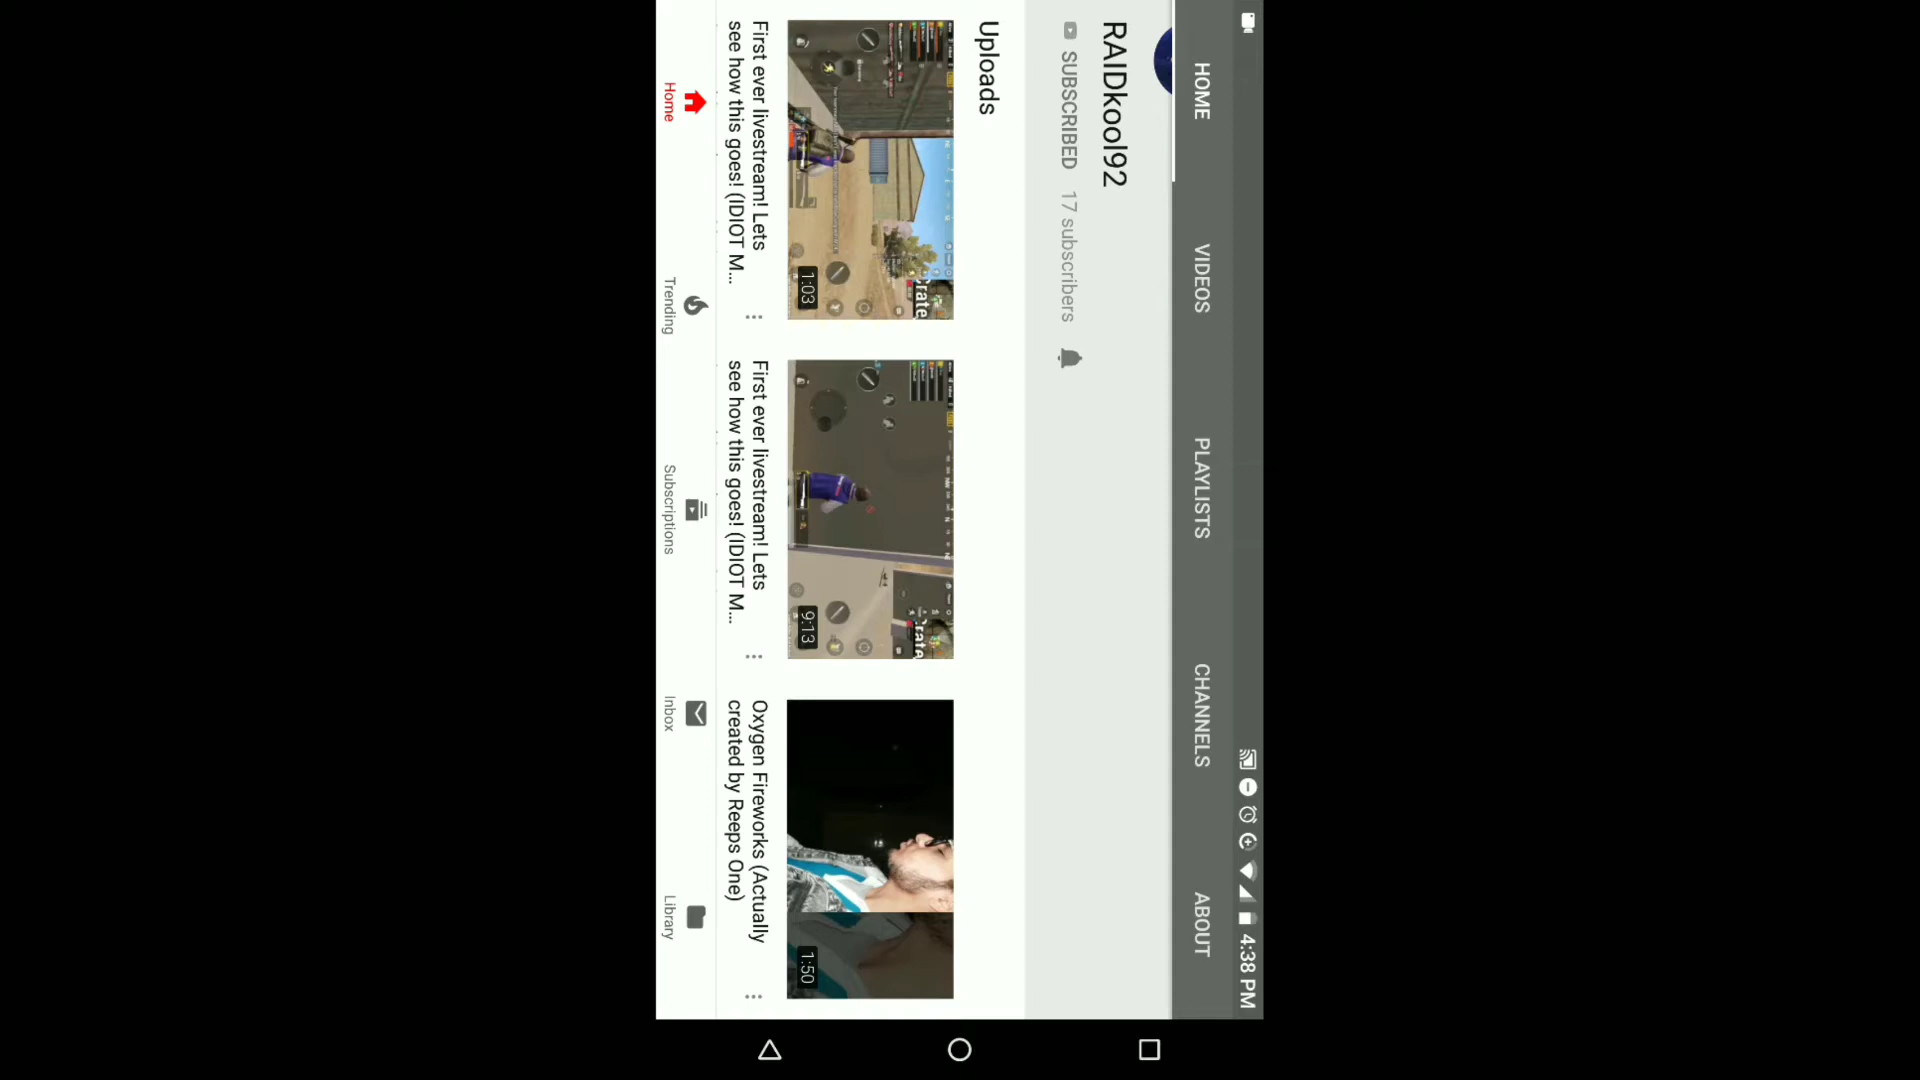 4:38 PM
HOME VIDEOS PLAYLISTS CHANNELS ABOUT
RAIDkool92
SUBSCRIBED 17 subscribers
Uploads
rate
1:03
rate
9:13
1:50
First ever livestream! Lets
see how this goes! (IDIOT M...
First ever livestream! Lets
see how this goes! (IDIOT M...
Oxygen Fireworks (Actually
created by Reeps One)
Home Trending Subscriptions Inbox Library